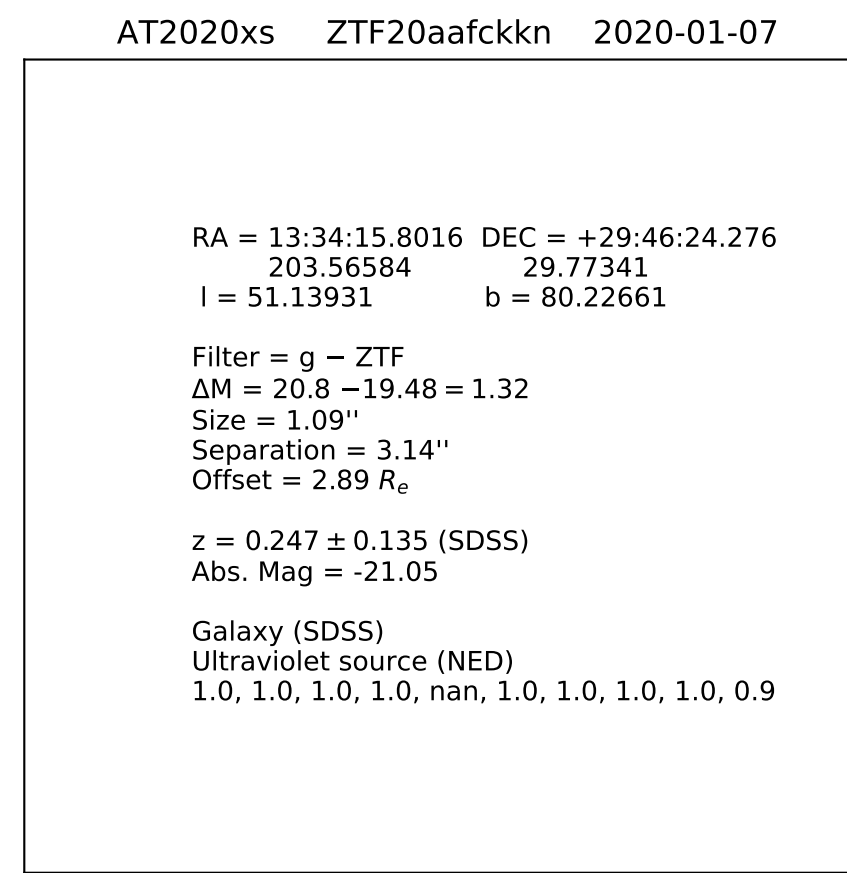 AT2020xs ZTF20aafckkn 2020-01-07
RA = 13:34:15.8016 DEC = +29:46:24.276
203.56584 29.77341
l = 51.13931 b = 80.22661
Filter = g − ZTF
ΔM = 20.8 −19.48 = 1.32
Size = 1.09''
Separation = 3.14''
Offset = 2.89 Rₑ
z = 0.247 ± 0.135 (SDSS)
Abs. Mag = -21.05
Galaxy (SDSS)
Ultraviolet source (NED)
1.0, 1.0, 1.0, 1.0, nan, 1.0, 1.0, 1.0, 1.0, 0.9